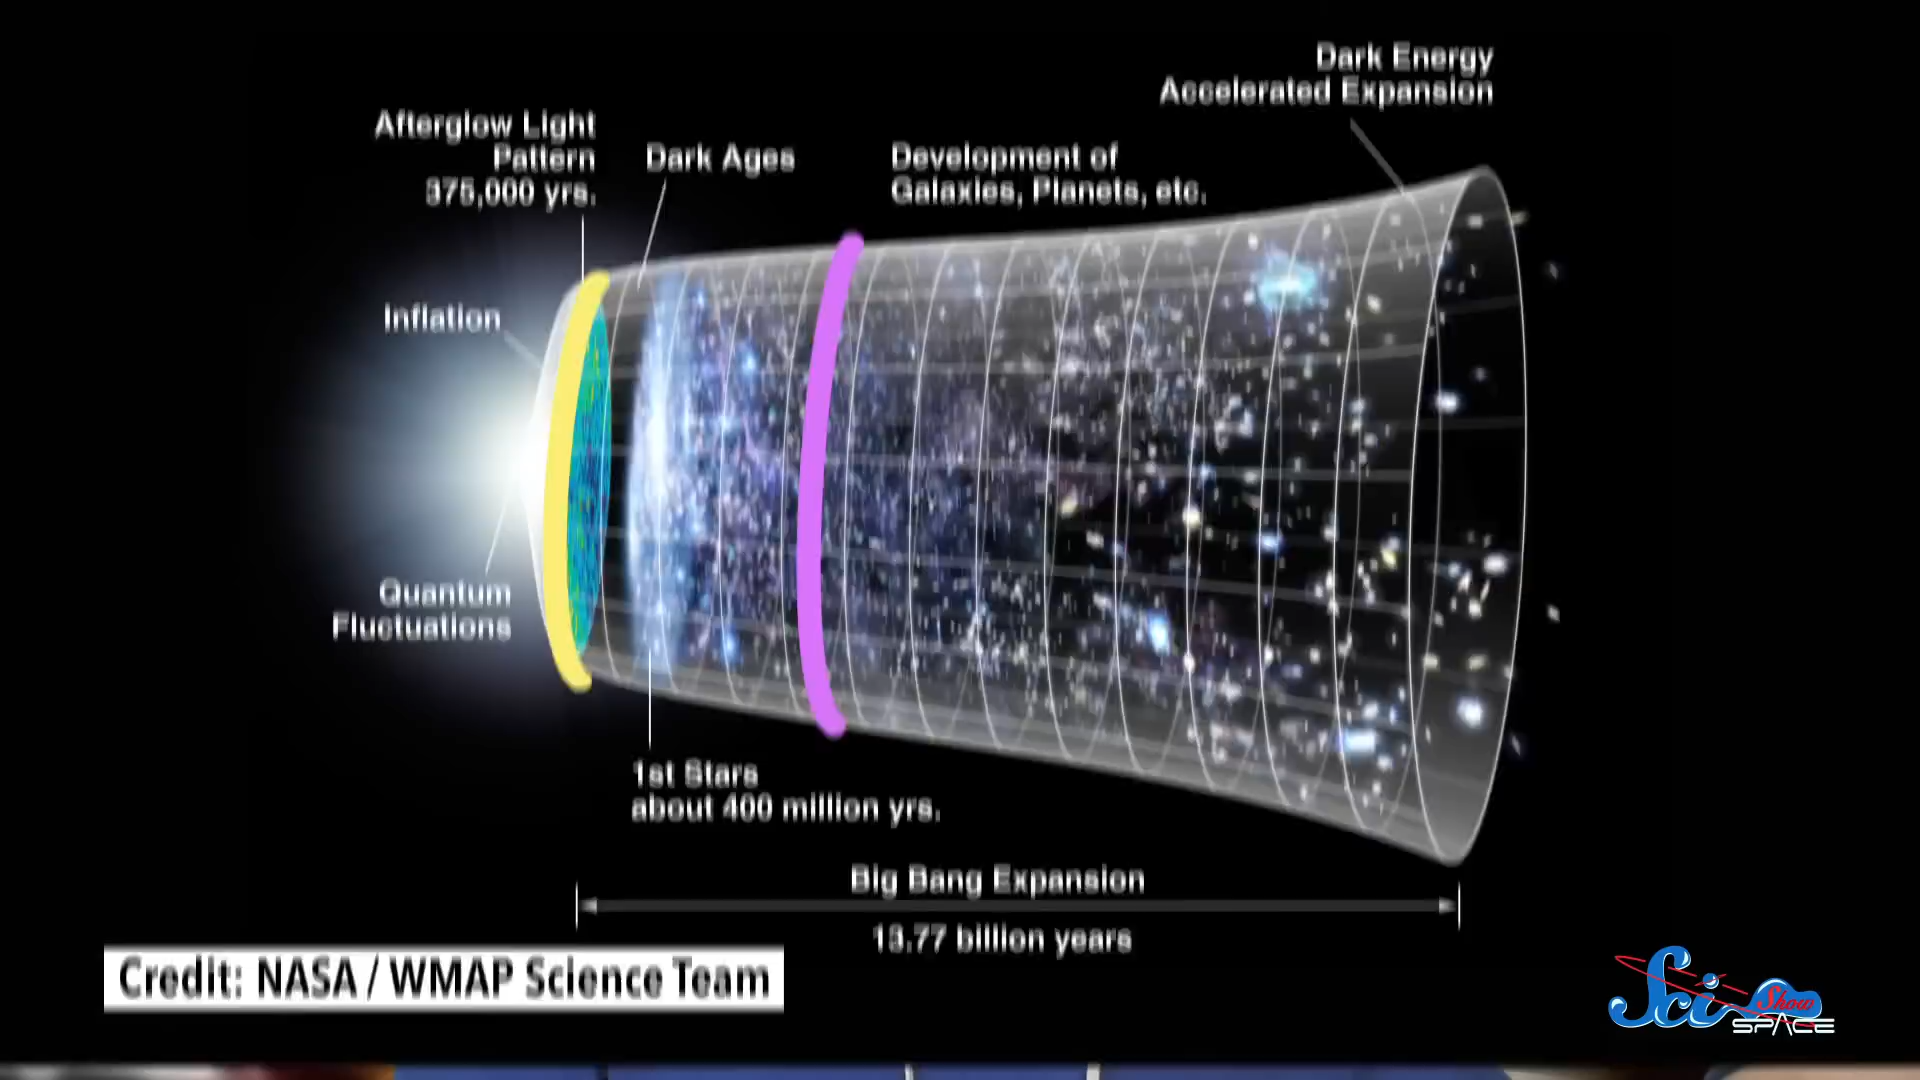 Dark Energy
Accelerated Expansion
Afterglow Light
Pattern
375,000 yrs.
Dark Ages
Development of
Galaxies, Planets, etc.
Inflation
Quantum
Fluctuations
1st Stars
about 400 million yrs.
Big Bang Expansion
13.77 billion years
Credit: NASA / WMAP Science Team
Sci Show
SPACE